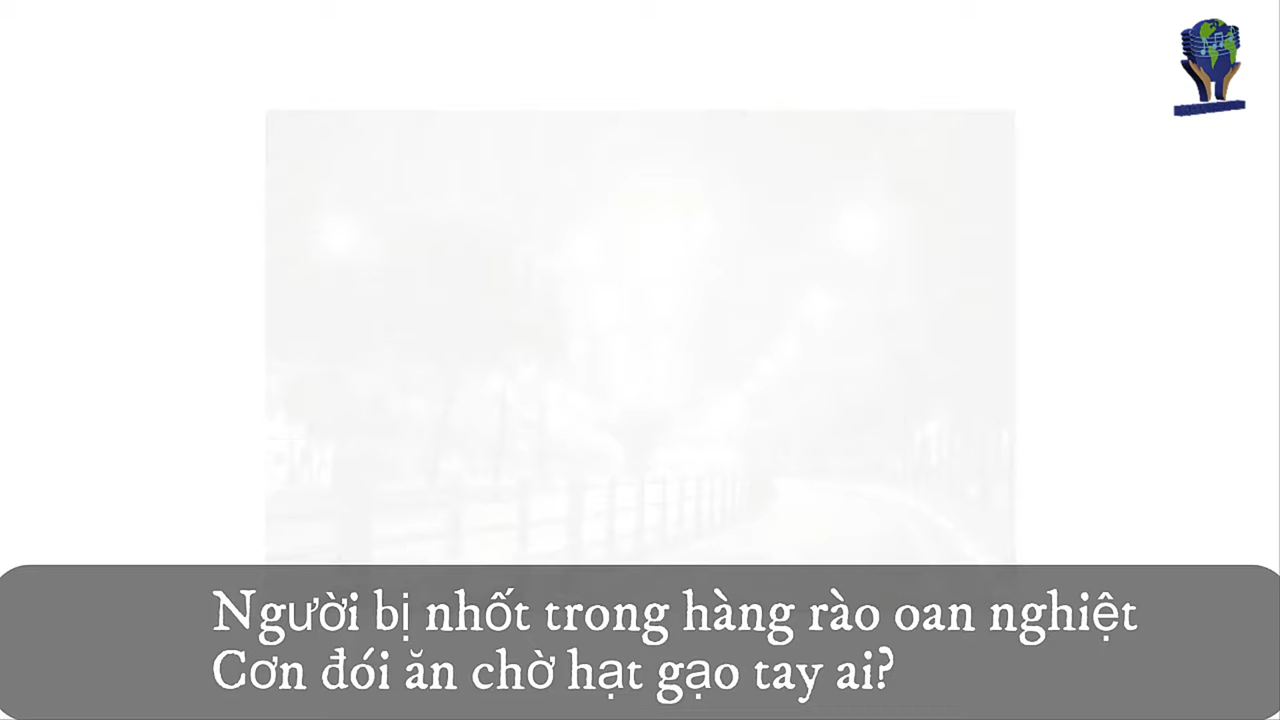 Người bị nhốt trong hàng rào oan nghiệt
Cơn đói ăn chờ hạt gạo tay ai?